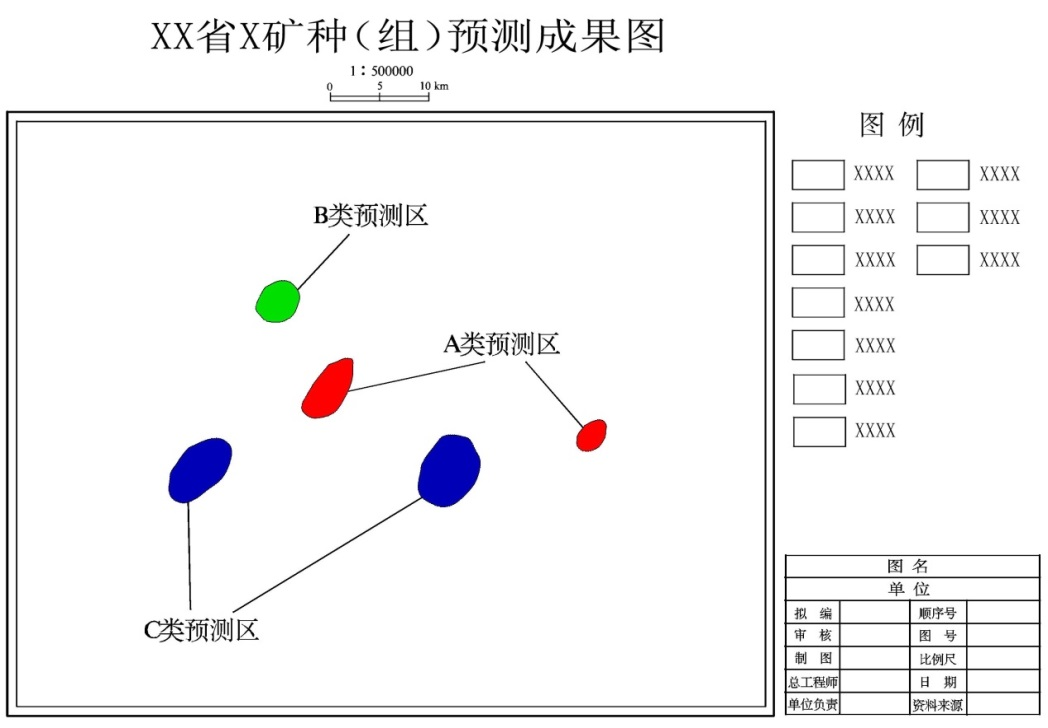 XX省X矿种(组)预测成果图
1:500000
0 5 10 km
B类预测区
A类预测区
C类预测区
图 例
XXXX XXXX
XXXX XXXX
XXXX XXXX
XXXX
XXXX
XXXX
XXXX
图 名
单 位
拟 编 顺序号
审 核 图 号
制 图 比例尺
总工程师 日 期
单位负责 资料来源